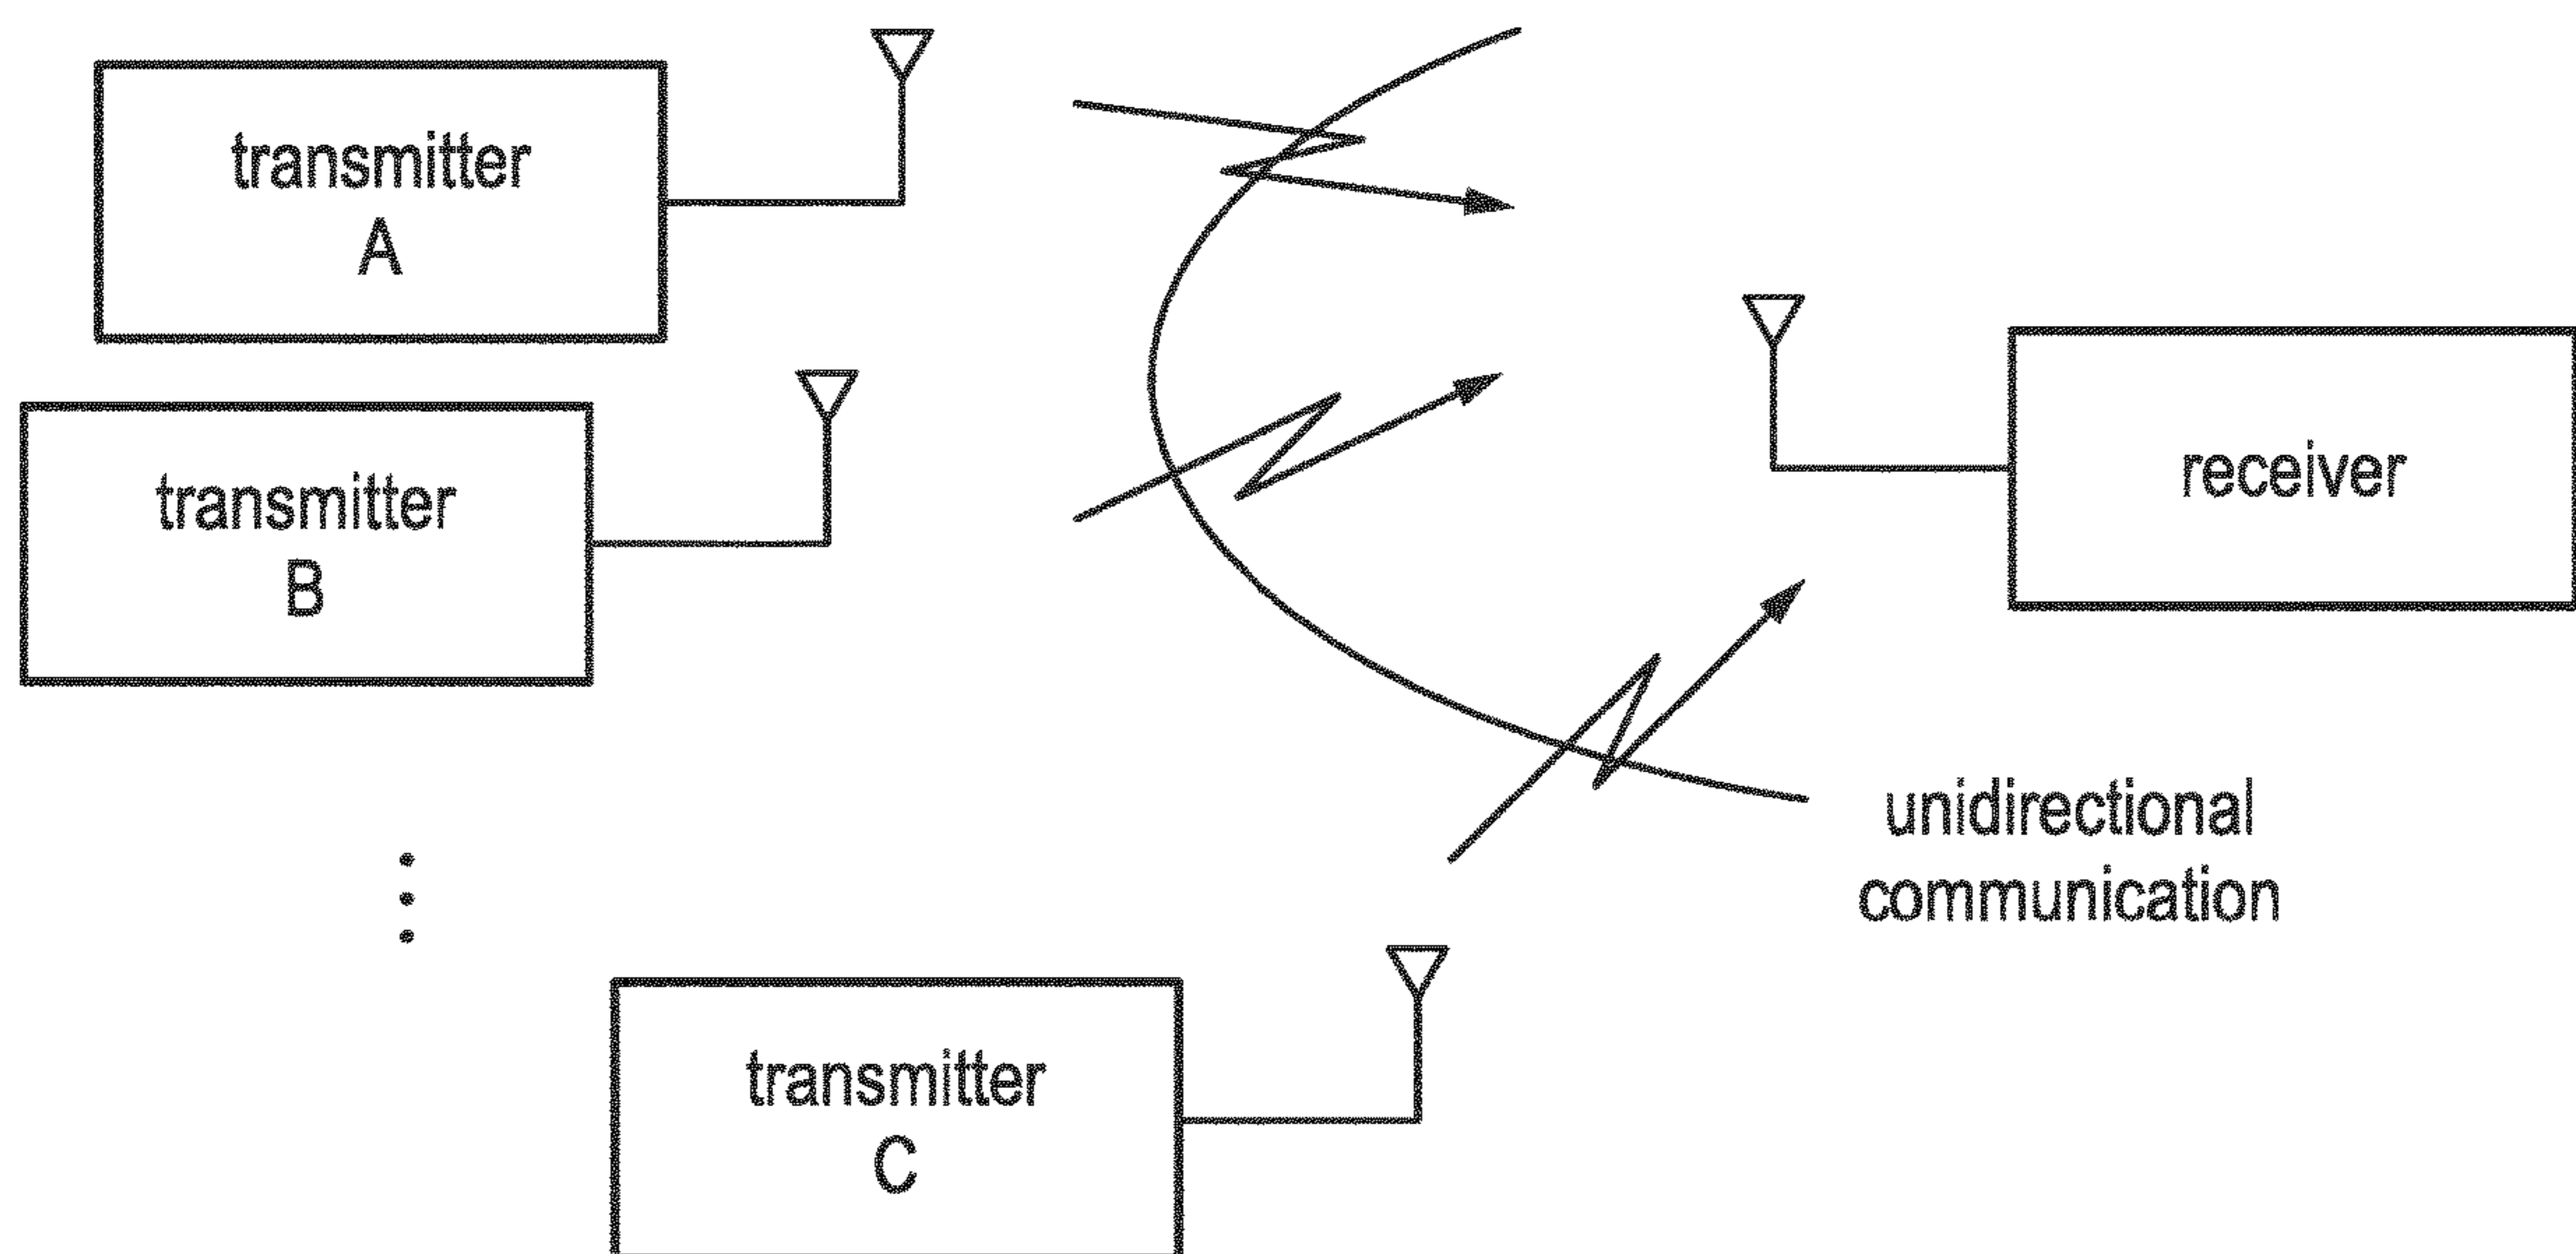 transmitter
A
transmitter
B
receiver
unidirectional
communication
transmitter
C